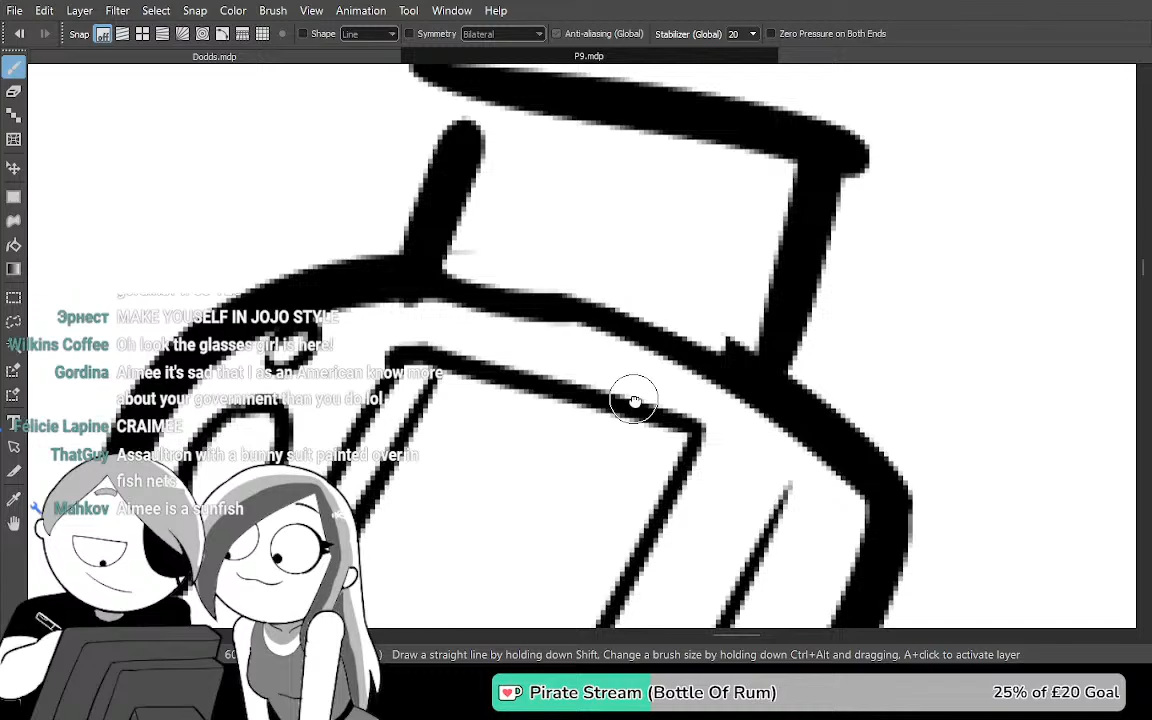 File Edit Layer Filter Select Snap Color Brush View Animation Tool Window Help
Snap off Shape Line Symmetry Bilateral Anti-aliasing (Global) Stabilizer (Global) 20 Zero Pressure on Both Ends
Dodds.mdp P9.mdp
Эрнест MAKE YOUSELF IN JOJO STYLE
Wilkins Coffee Oh look the glasses girl is here!
Gordina Aimee it's sad that I as an American know more
about your government than you do lol
Félicie Lapine CRAIMEE
ThatGuy Assaultron with a bunny suit painted over in
fish nets
Mahkov Aimee is a sunfish
Draw a straight line by holding down Shift, Change a brush size by holding down Ctrl+Alt and dragging, A+click to activate layer
Pirate Stream (Bottle Of Rum) 25% of £20 Goal